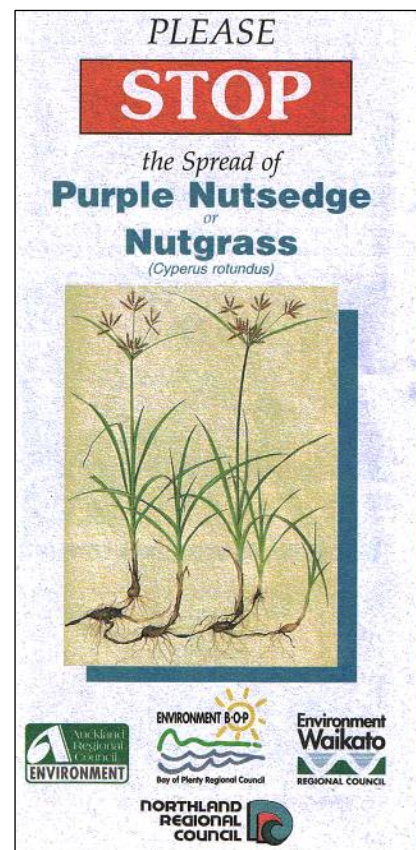 PLEASE
STOP
the Spread of
Purple Nutsedge
or
Nutgrass
(Cyperus rotundus)
Auckland
Regional
Council
ENVIRONMENT
ENVIRONMENT B·O·P
Bay of Plenty Regional Council
Environment
Waikato
REGIONAL COUNCIL
NORTHLAND
REGIONAL
COUNCIL